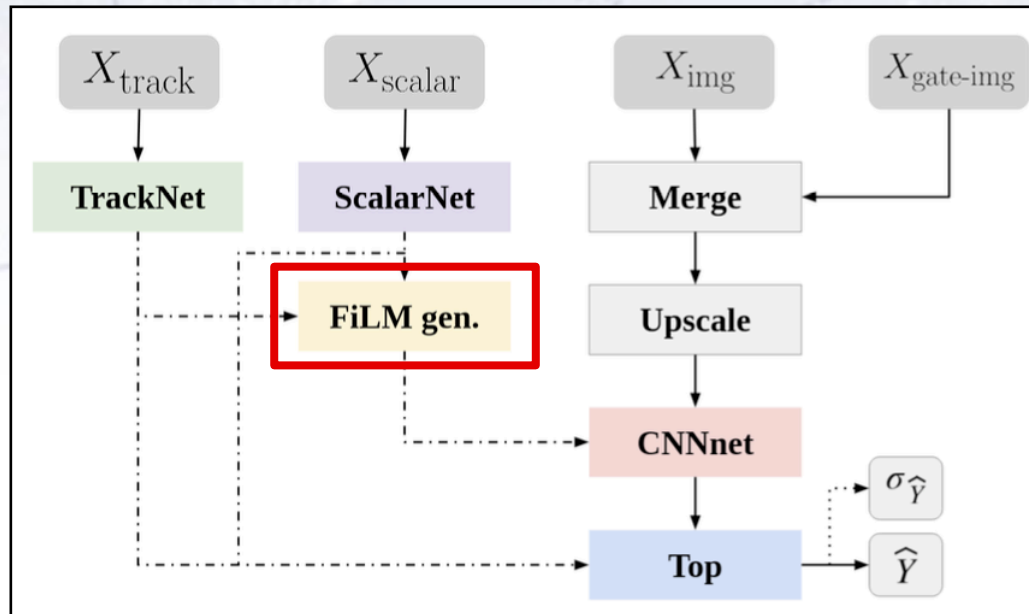 X_track X_scalar X_img X_gate-img
TrackNet ScalarNet Merge
FiLM gen. Upscale
CNNnet
σ_Ŷ
Top Ŷ